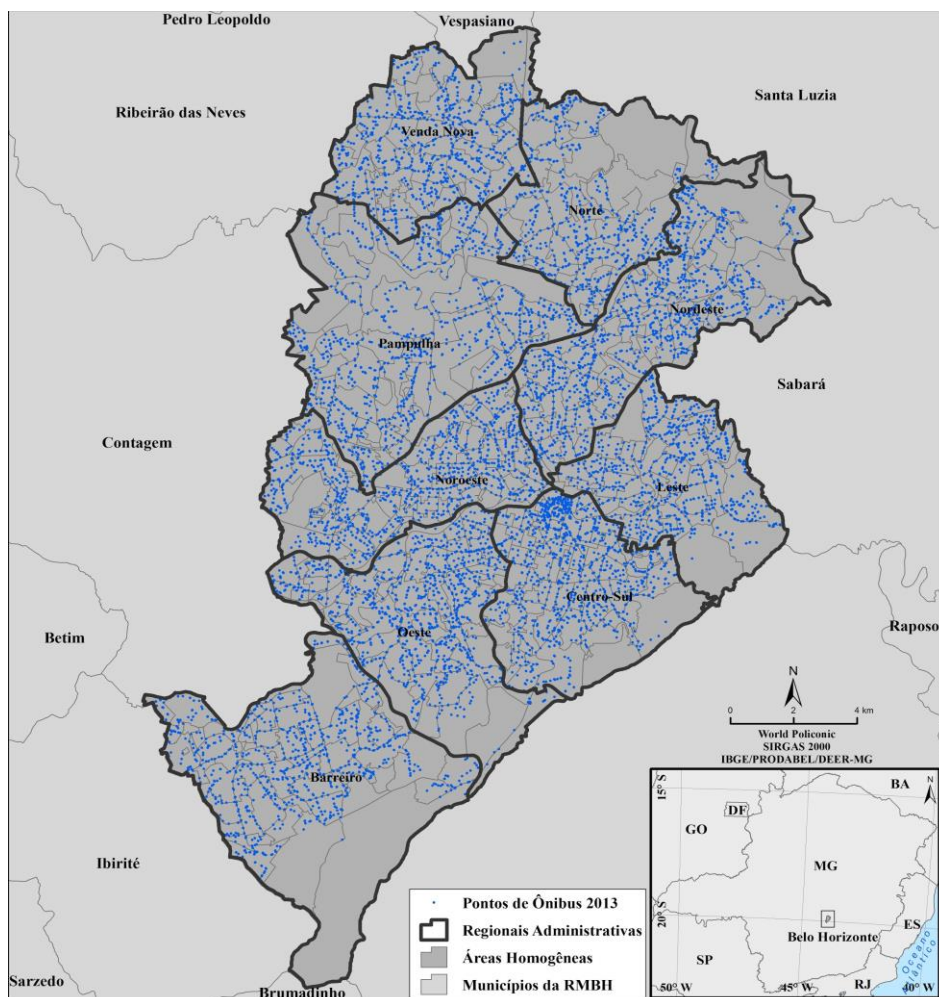 Pedro Leopoldo
Vespasiano
Santa Luzia
Ribeirão das Neves
Venda Nova
Norte
Nordeste
Pampulha
Sabará
Contagem
Noroeste
Leste
Centro-Sul
Oeste
Betim
Raposo
Barreiro
Ibirité
Sarzedo
Brumadinho
N
0 2 4 km
World Policonic
SIRGAS 2000
IBGE/PRODABEL/DEER-MG
Pontos de Ônibus 2013
Regionais Administrativas
Áreas Homogêneas
Municípios da RMBH
15° S
20° S
50° W
45° W
40° W
N
BA
DF
GO
MG
ES
Belo Horizonte
SP
RJ
Oceano
Atlântico